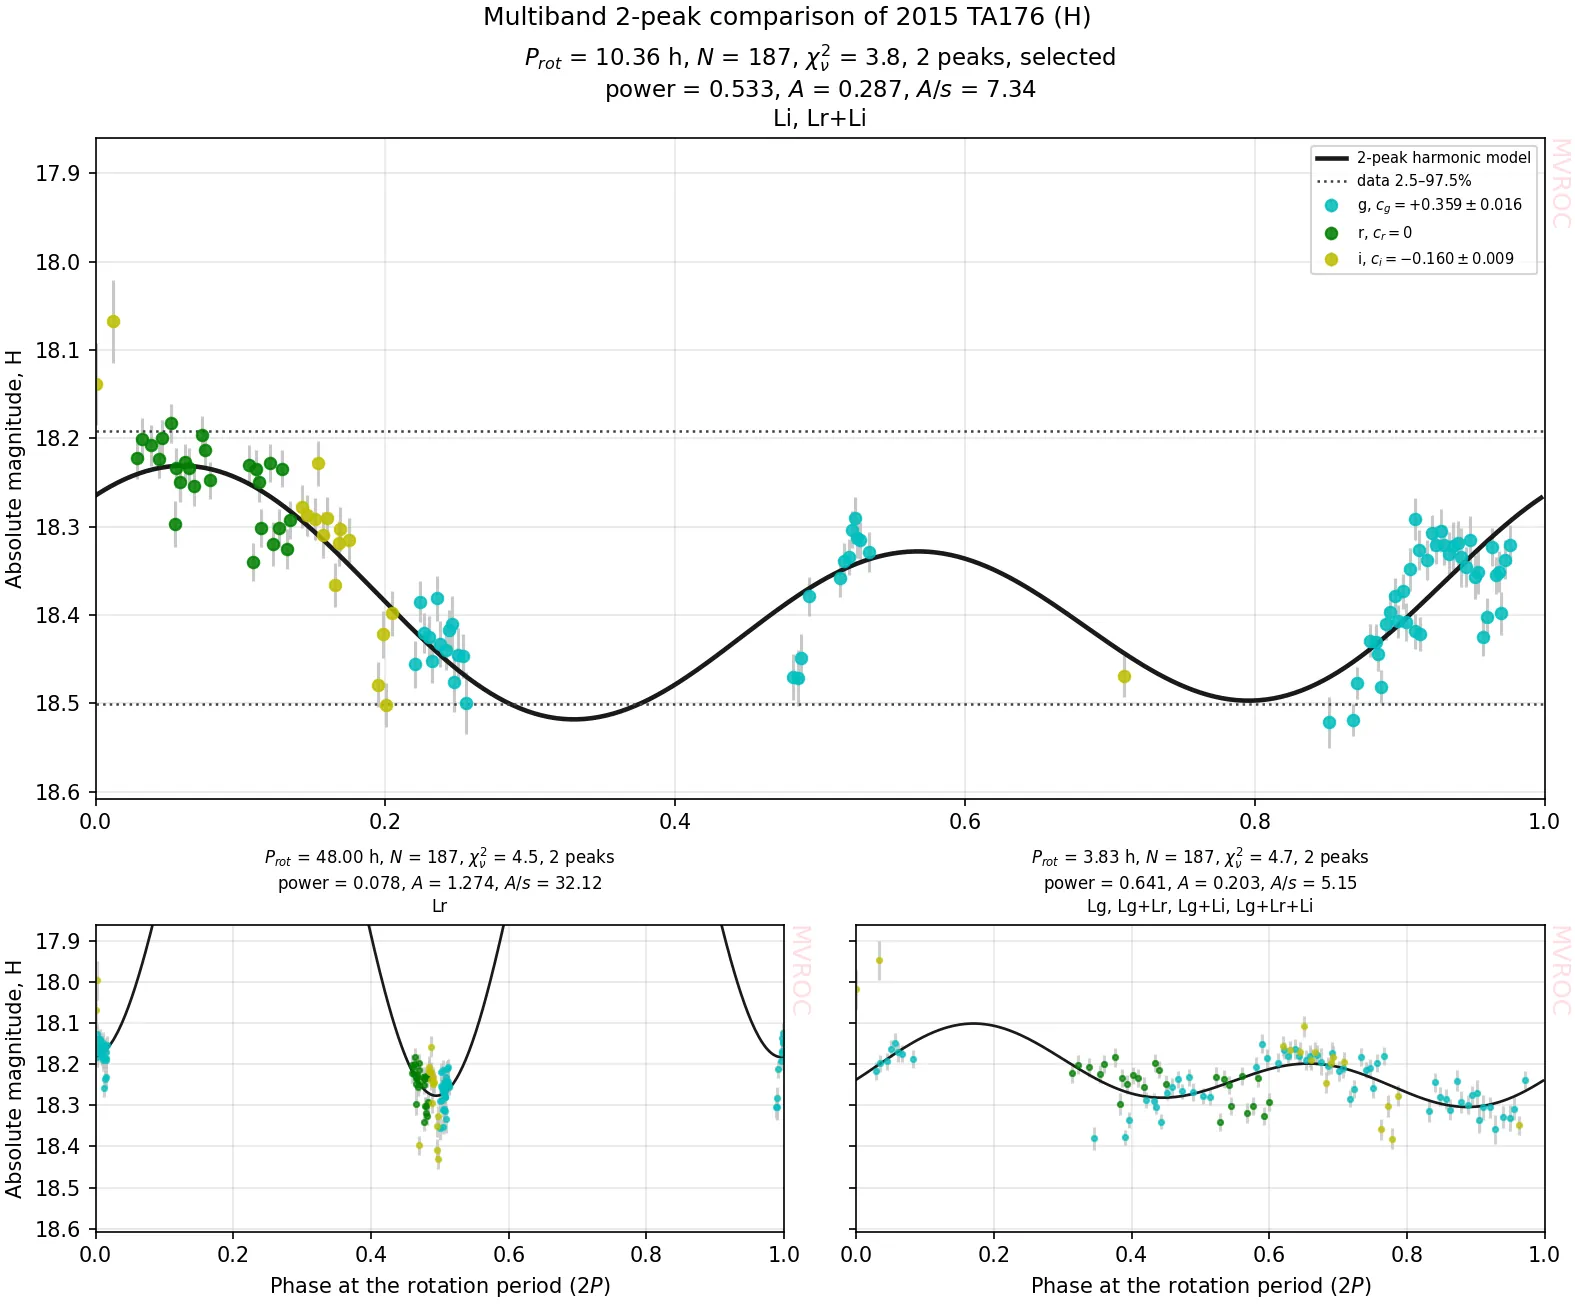 Multiband 2-peak comparison of 2015 TA176 (H)
P_rot = 10.36 h, N = 187, χ²_ν = 3.8, 2 peaks, selected
power = 0.533, A = 0.287, A/s = 7.34
Li, Lr+Li
MVROC
2-peak harmonic model
data 2.5–97.5%
g, c_g = +0.359 ± 0.016
r, c_r = 0
i, c_i = −0.160 ± 0.009
Absolute magnitude, H
17.9
18.0
18.1
18.2
18.3
18.4
18.5
18.6
0.0 0.2 0.4 0.6 0.8 1.0
P_rot = 48.00 h, N = 187, χ²_ν = 4.5, 2 peaks
power = 0.078, A = 1.274, A/s = 32.12
Lr
MVROC
Absolute magnitude, H
17.9
18.0
18.1
18.2
18.3
18.4
18.5
18.6
0.0 0.2 0.4 0.6 0.8 1.0
Phase at the rotation period (2P)
P_rot = 3.83 h, N = 187, χ²_ν = 4.7, 2 peaks
power = 0.641, A = 0.203, A/s = 5.15
Lg, Lg+Lr, Lg+Li, Lg+Lr+Li
MVROC
0.0 0.2 0.4 0.6 0.8 1.0
Phase at the rotation period (2P)